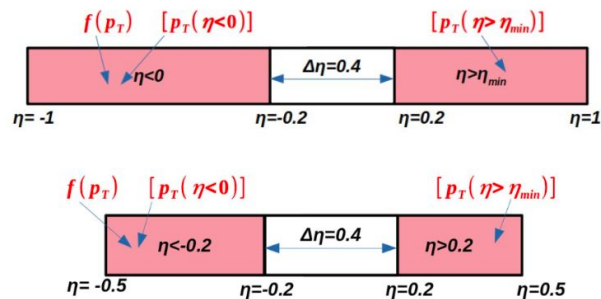 f(p_T) [p_T(η<0)] [p_T(η>η_min)]
η<0 Δη=0.4 η>η_min
η= -1 η=-0.2 η=0.2 η=1
f(p_T) [p_T(η<0)] [p_T(η>η_min)]
η<-0.2 Δη=0.4 η>0.2
η= -0.5 η=-0.2 η=0.2 η=0.5